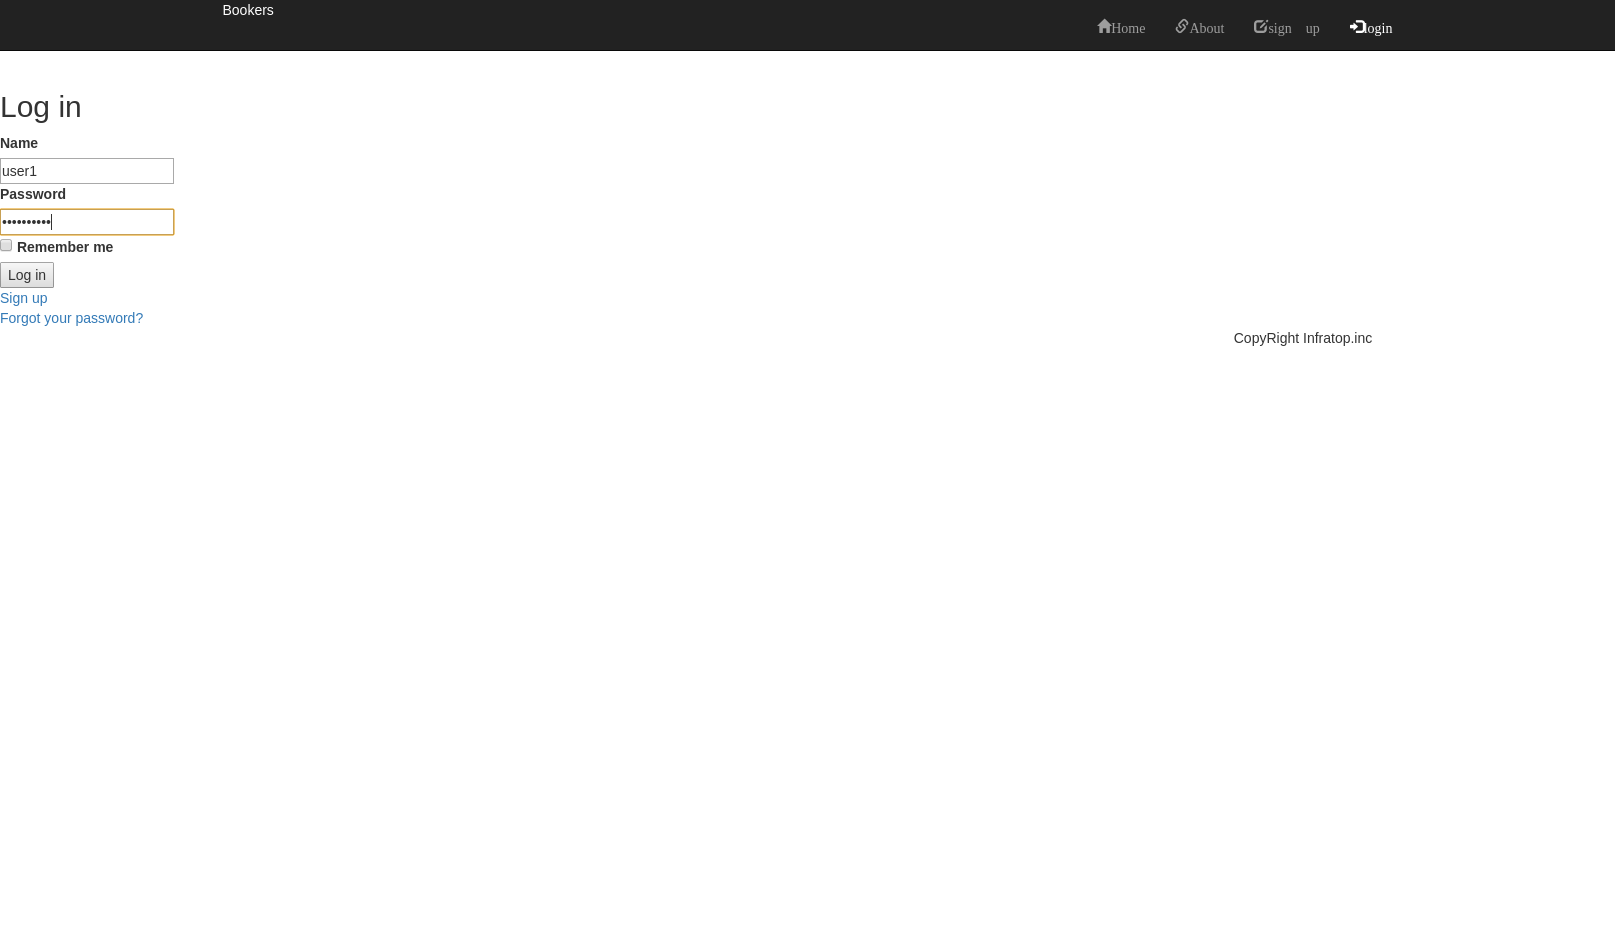 Bookers
Home About sign up login
Log in
Name
user1
Password
••••••••••
Remember me
Log in
Sign up
Forgot your password?
CopyRight Infratop.inc